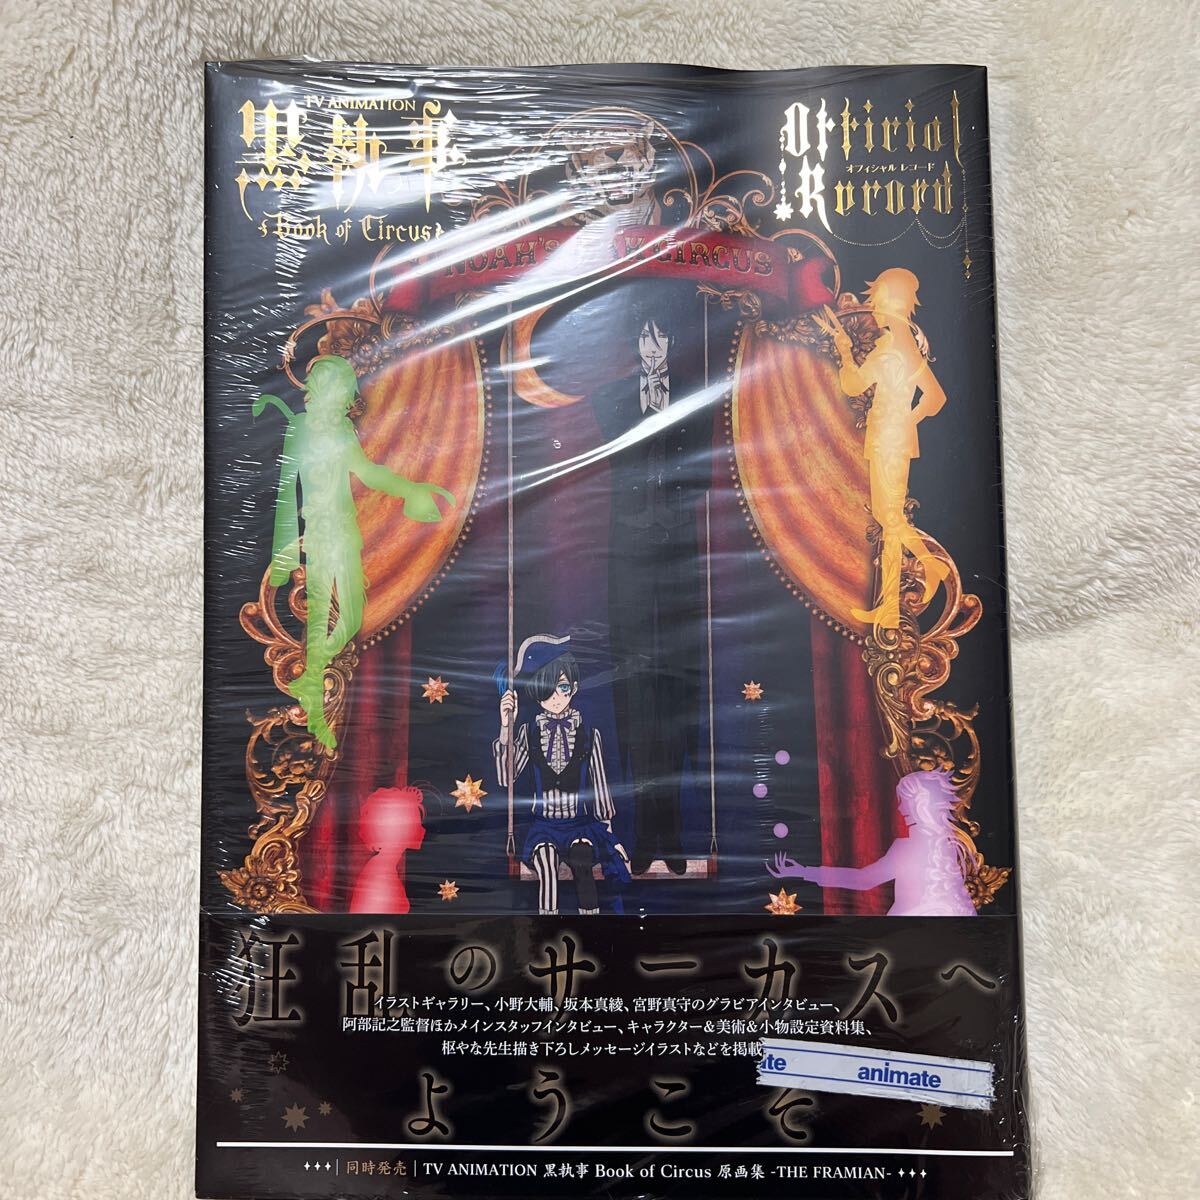 TV ANIMATION
黒執事
Book of Circus
Official
オフィシャル レコード
Record
NOAH'S ARK CIRCUS
狂乱のサーカスへ
イラストギャラリー、小野大輔、坂本真綾、宮野真守のグラビアインタビュー、
阿部記之監督ほかメインスタッフインタビュー、キャラクター＆美術＆小物設定資料集、
枢やな先生描き下ろしメッセージイラストなどを掲載
ようこそ
animate
同時発売 | TV ANIMATION 黒執事 Book of Circus 原画集 -THE FRAMIAN-